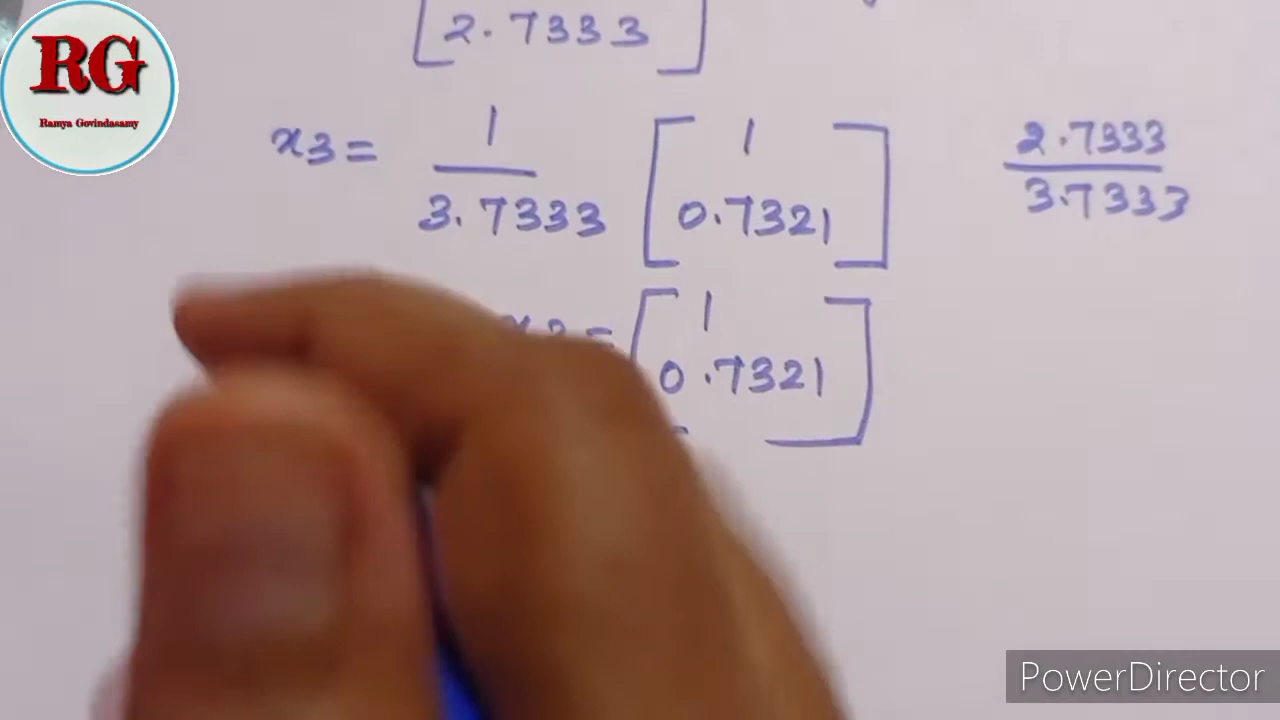 RG
Ramya Govindasamy
[2.7333]
x3 = 1/3.7333 [1
0.7321]
2.7333
3.7333
= [1
0.7321]
PowerDirector